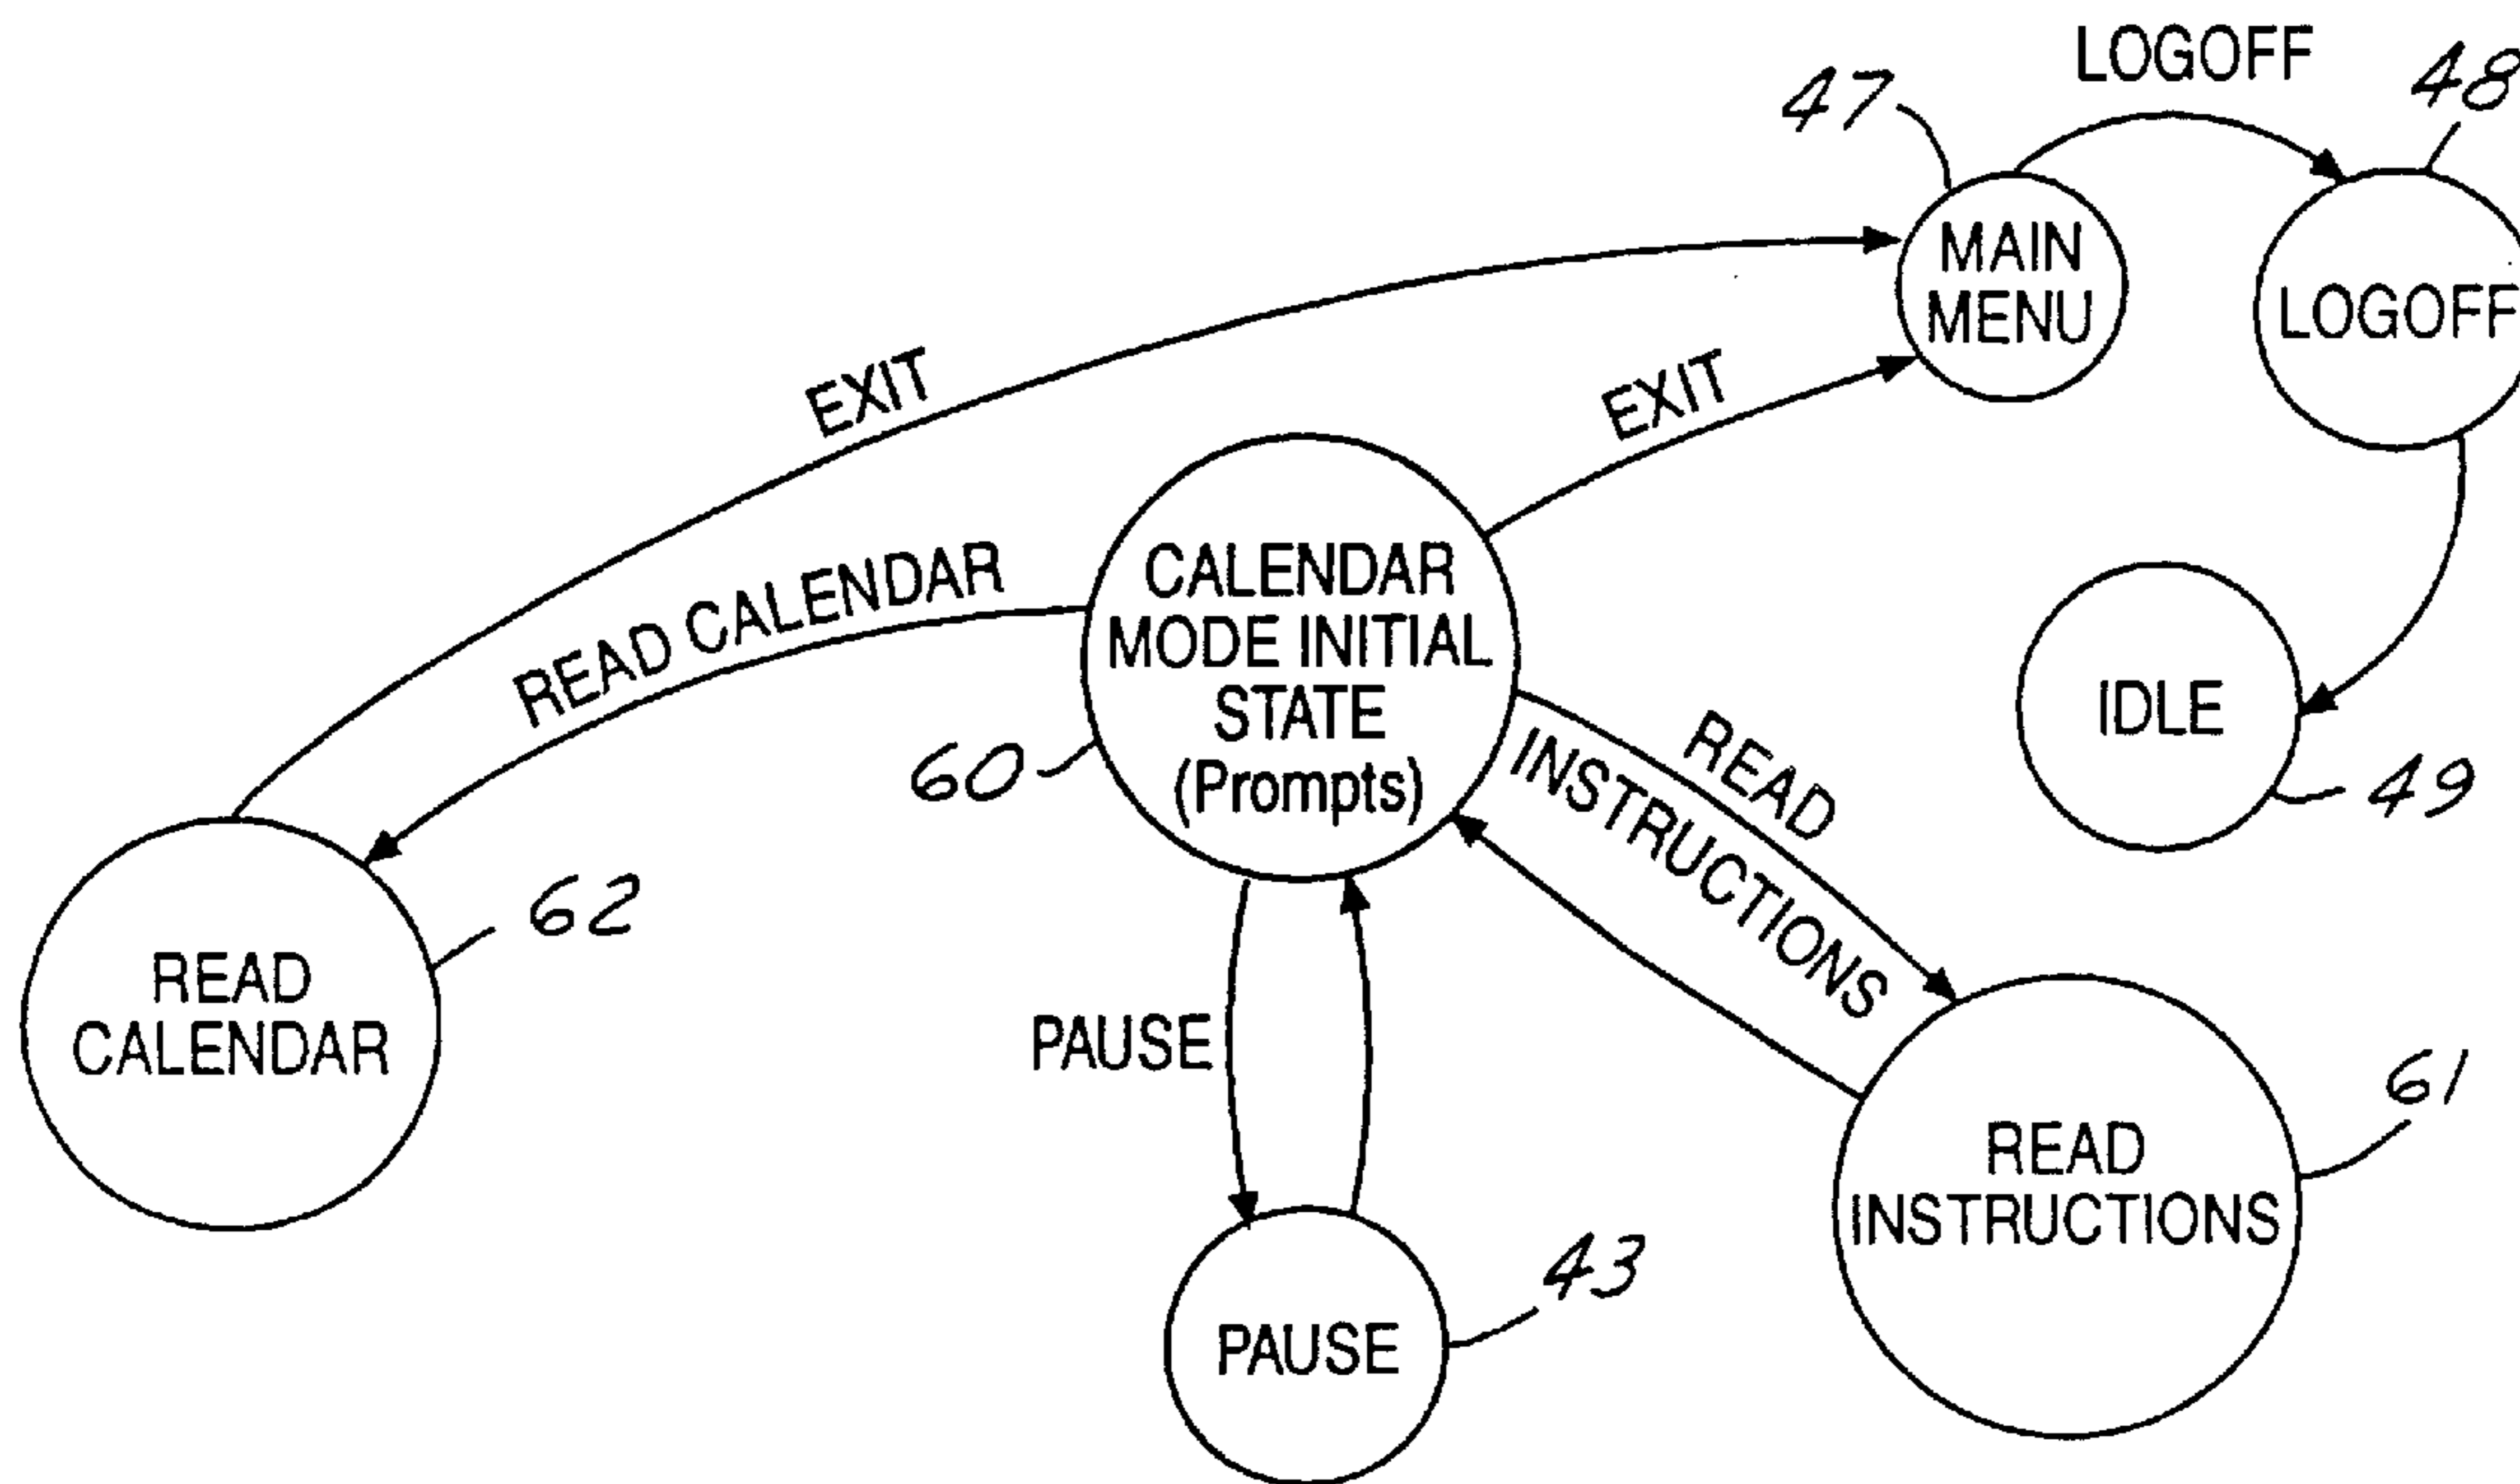 LOGOFF
47
48
MAIN
MENU
LOGOFF
EXIT
EXIT
READ CALENDAR
CALENDAR
MODE INITIAL
STATE
(Prompts)
60
READ
INSTRUCTIONS
IDLE
49
62
READ
CALENDAR
PAUSE
61
READ
INSTRUCTIONS
43
PAUSE